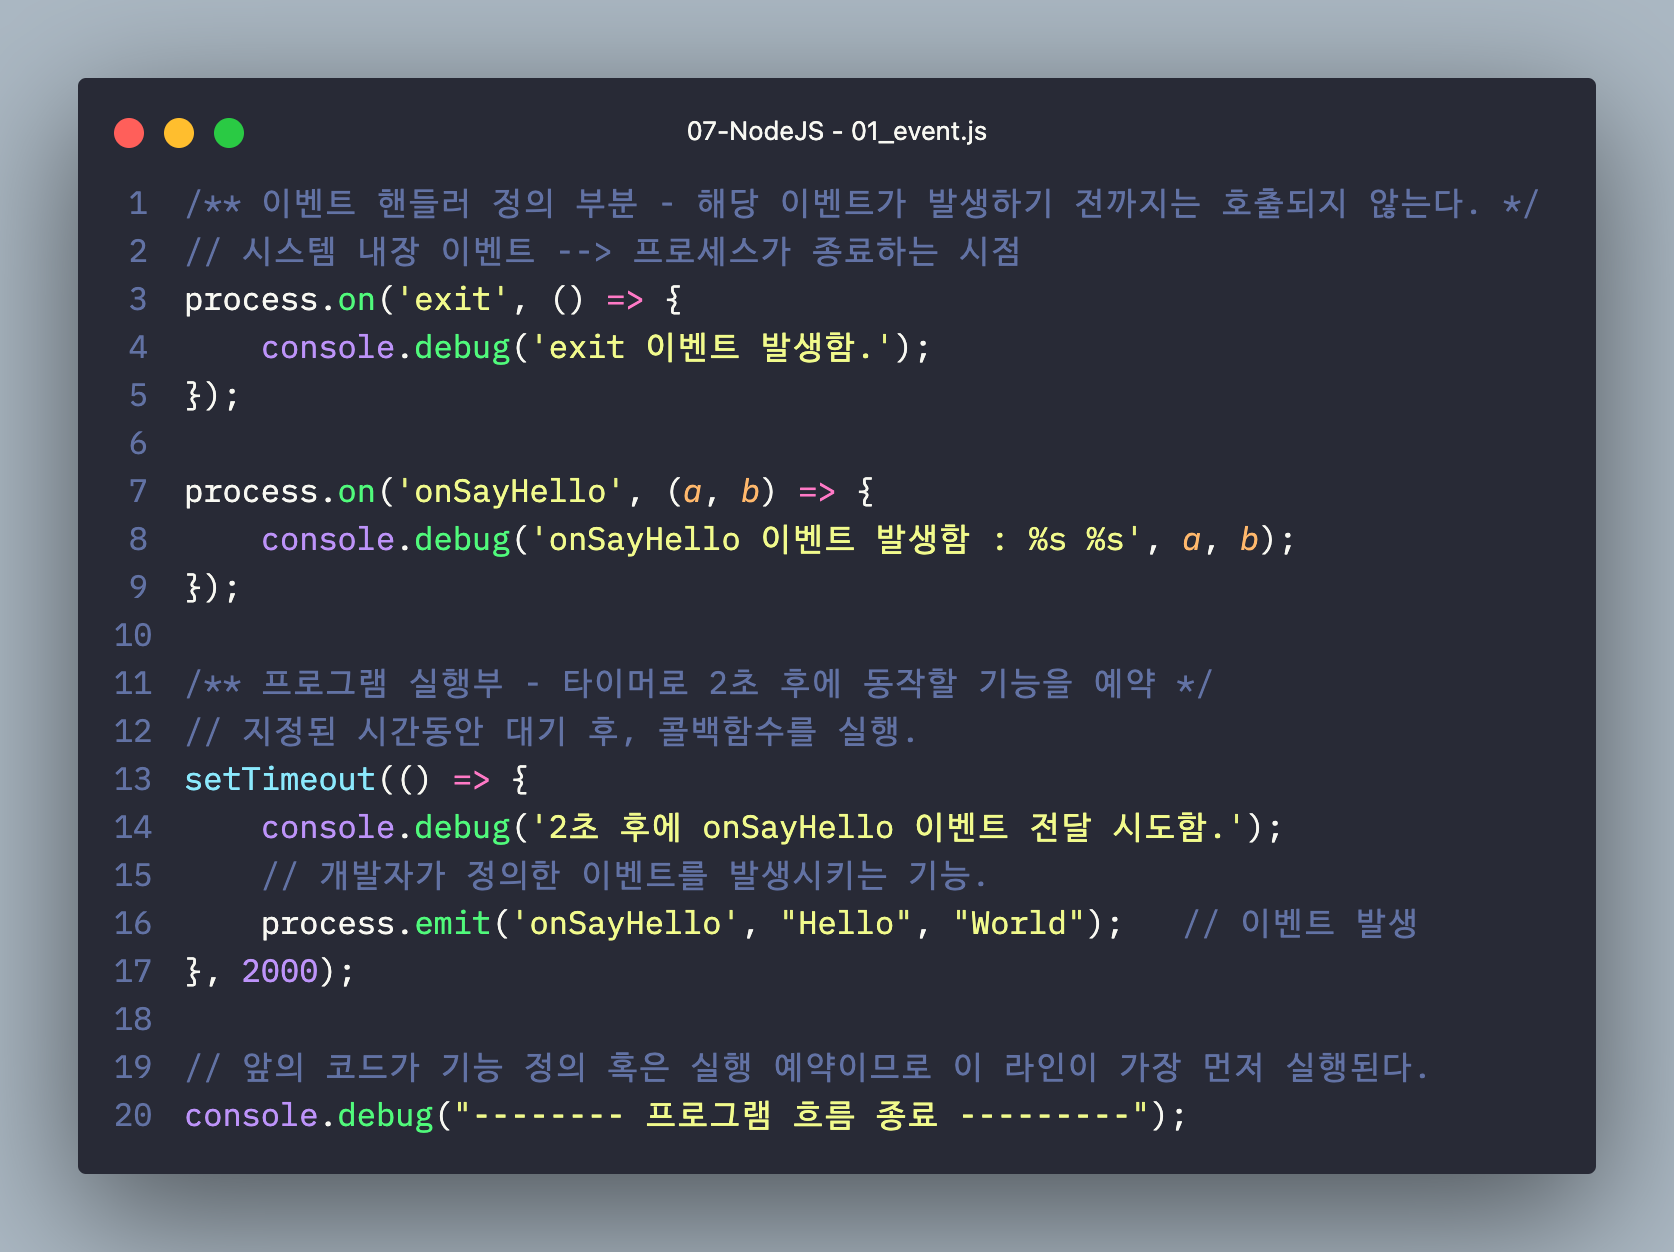 07-NodeJS - 01_event.js
1 /** 이벤트 핸들러 정의 부분 - 해당 이벤트가 발생하기 전까지는 호출되지 않는다. */
2 // 시스템 내장 이벤트 --> 프로세스가 종료하는 시점
3 process.on('exit', () => {
4     console.debug('exit 이벤트 발생함.');
5 });
6
7 process.on('onSayHello', (a, b) => {
8     console.debug('onSayHello 이벤트 발생함 : %s %s', a, b);
9 });
10
11 /** 프로그램 실행부 - 타이머로 2초 후에 동작할 기능을 예약 */
12 // 지정된 시간동안 대기 후, 콜백함수를 실행.
13 setTimeout(() => {
14     console.debug('2초 후에 onSayHello 이벤트 전달 시도함.');
15     // 개발자가 정의한 이벤트를 발생시키는 기능.
16     process.emit('onSayHello', "Hello", "World");   // 이벤트 발생
17 }, 2000);
18
19 // 앞의 코드가 기능 정의 혹은 실행 예약이므로 이 라인이 가장 먼저 실행된다.
20 console.debug("-------- 프로그램 흐름 종료 ---------");